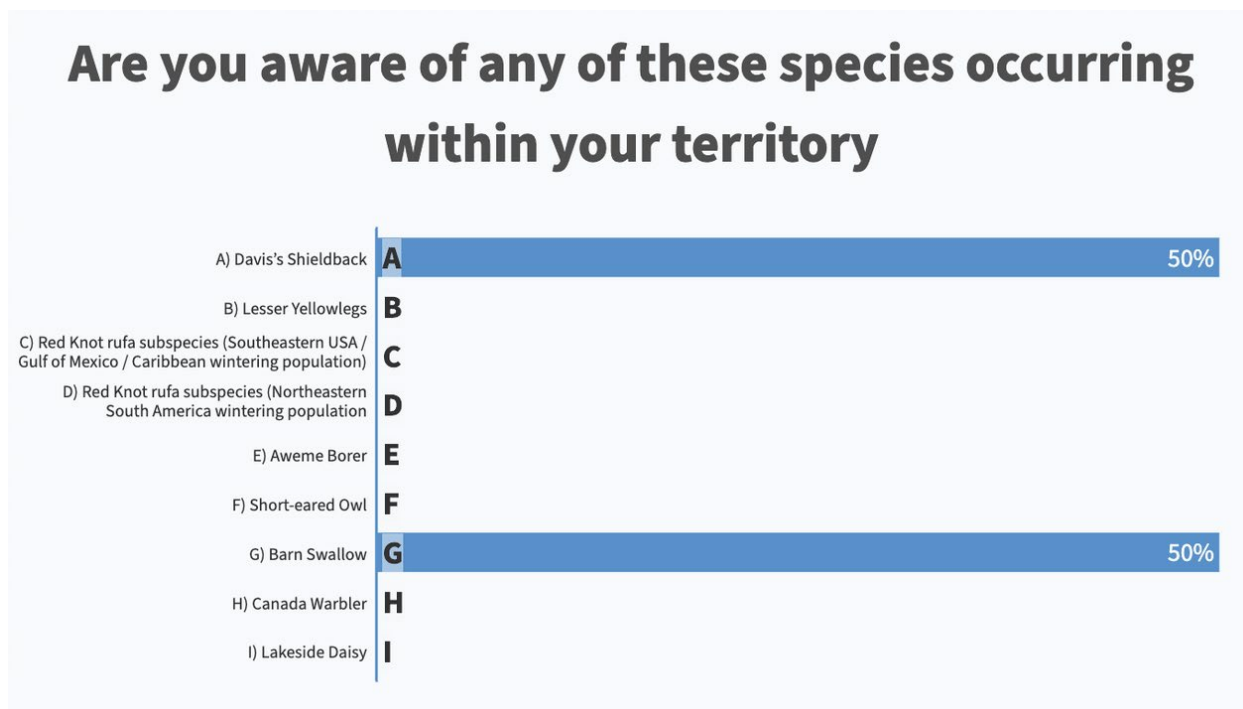 Are you aware of any of these species occurring
within your territory
A) Davis’s Shieldback A 50%
B) Lesser Yellowlegs B
C) Red Knot rufa subspecies (Southeastern USA /
Gulf of Mexico / Caribbean wintering population) C
D) Red Knot rufa subspecies (Northeastern
South America wintering population D
E) Aweme Borer E
F) Short-eared Owl F
G) Barn Swallow G 50%
H) Canada Warbler H
I) Lakeside Daisy I